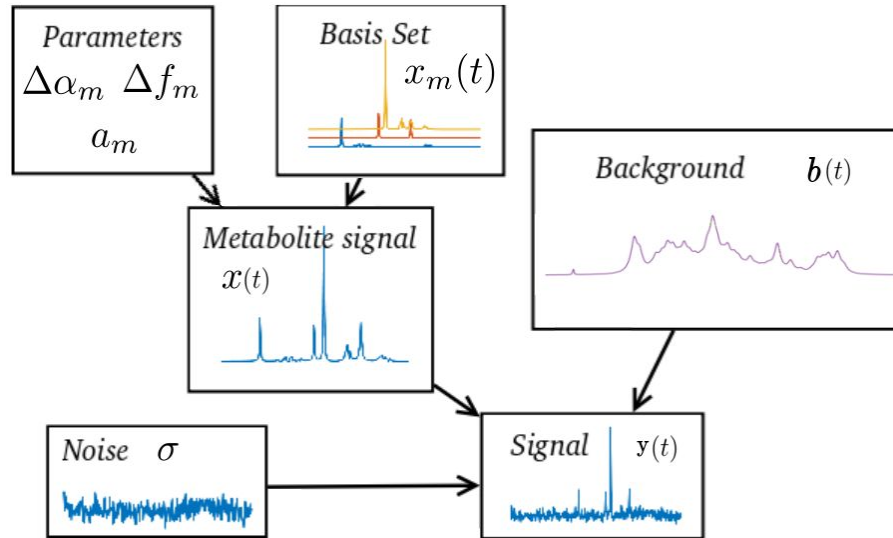 Parameters
Δα_m Δf_m
a_m
Basis Set
x_m(t)
Background b(t)
Metabolite signal
x(t)
Noise σ
Signal y(t)